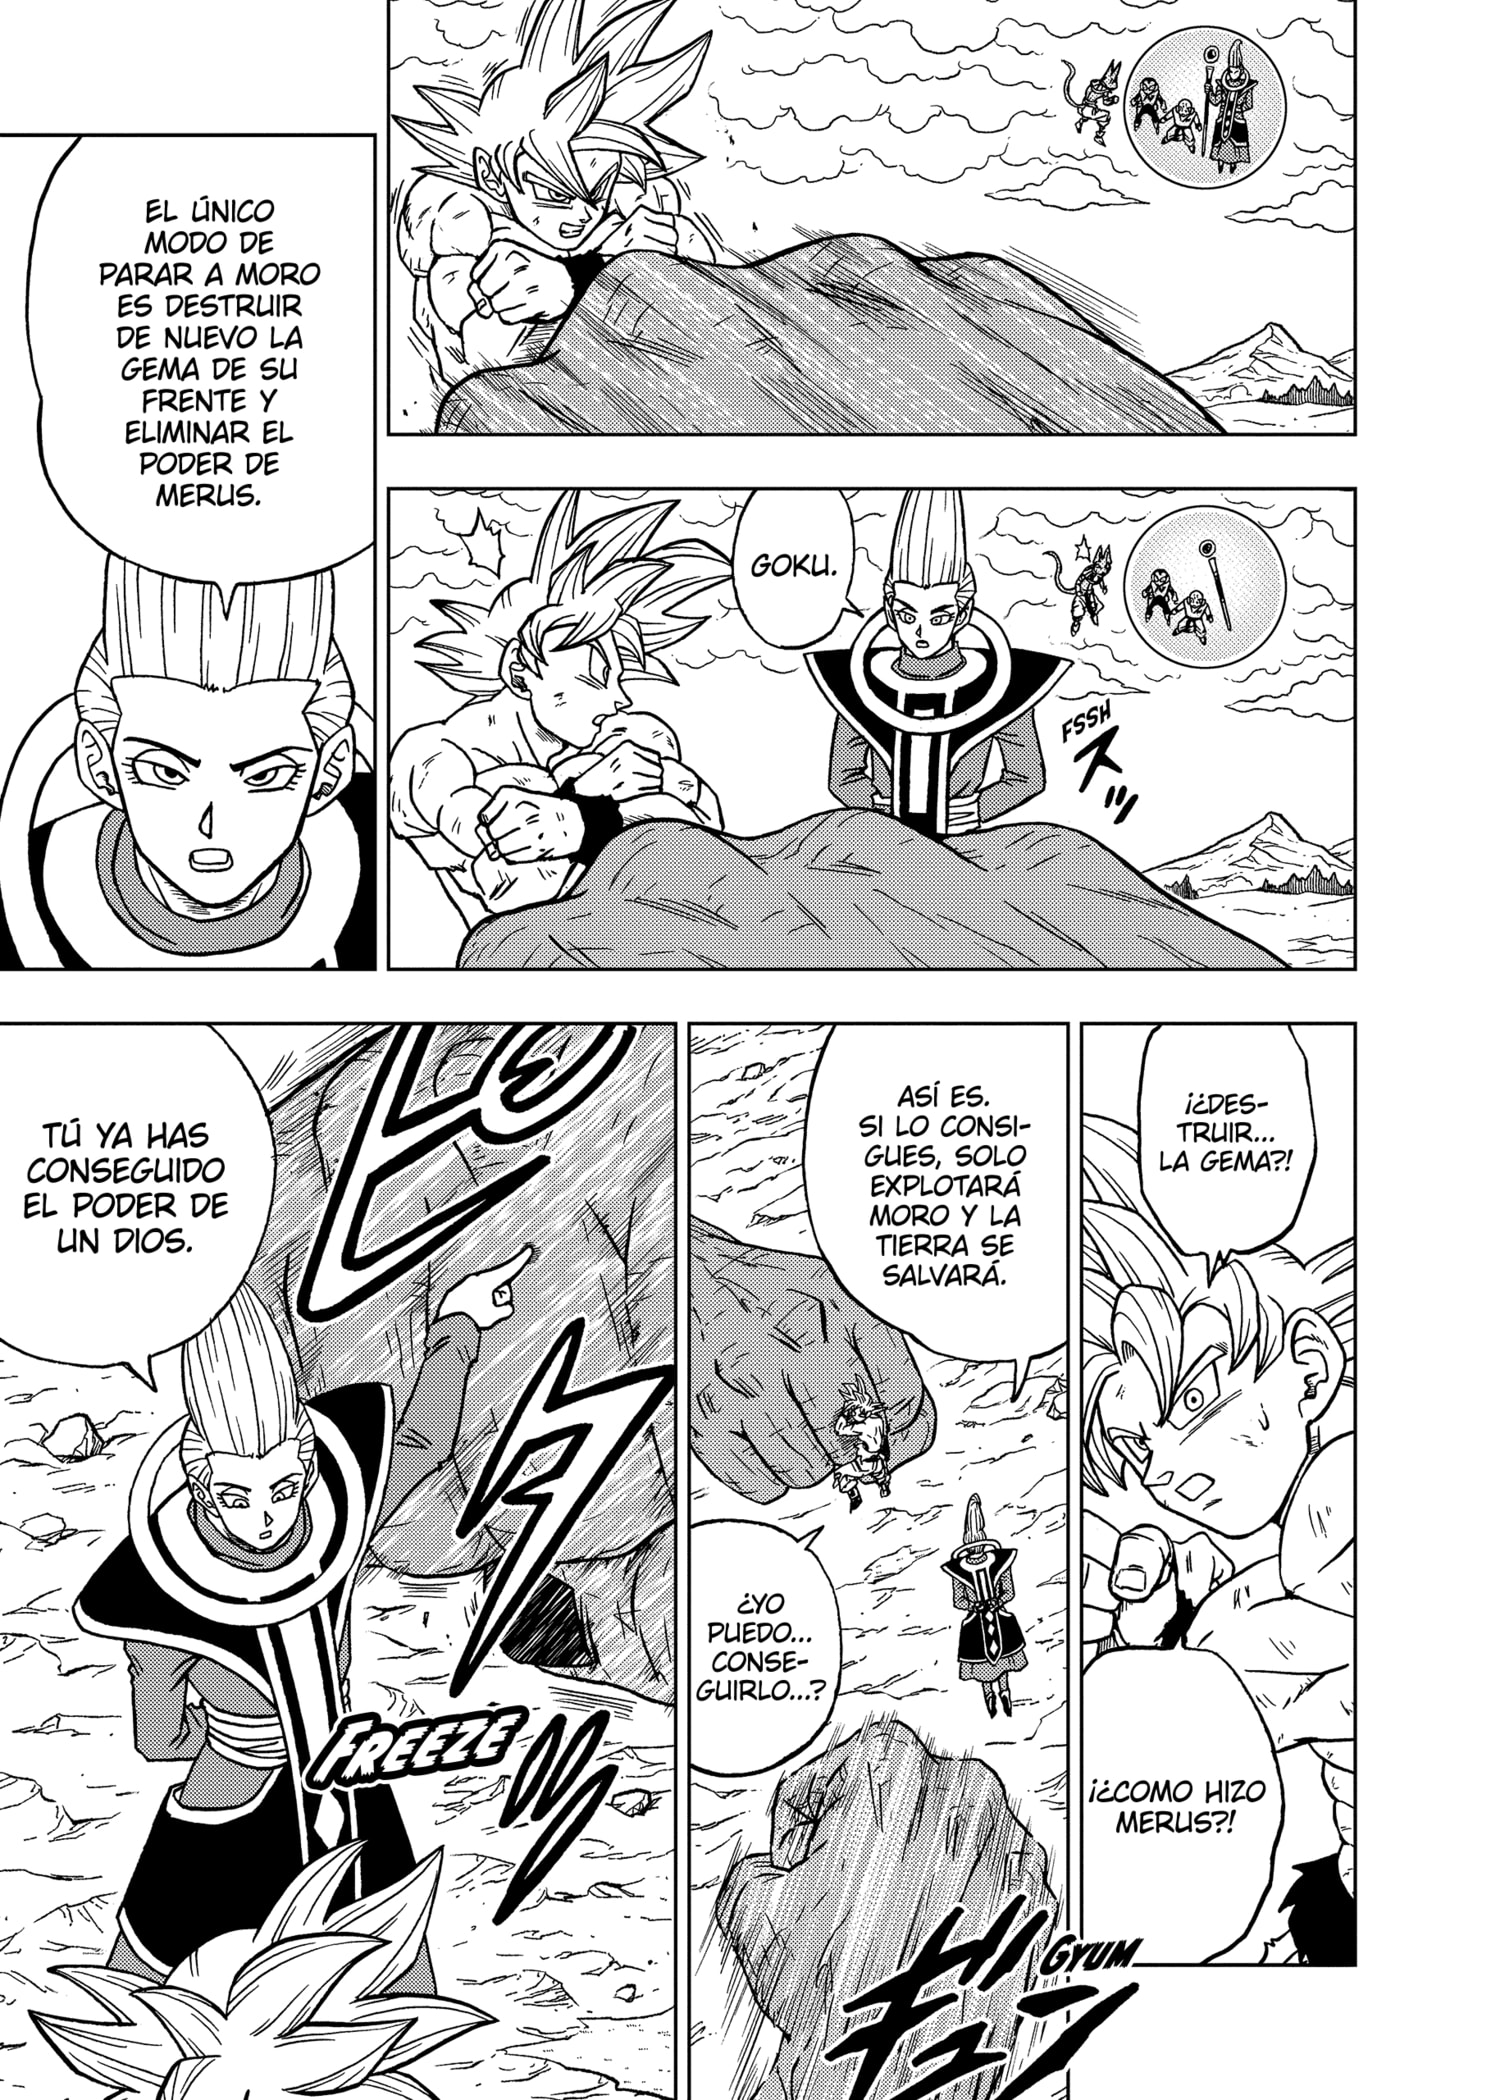 GOKU.
FSSH
スッ
EL ÚNICO
MODO DE
PARAR A MORO
ES DESTRUIR
DE NUEVO LA
GEMA DE SU
FRENTE Y
ELIMINAR EL
PODER DE
MERUS.
¡¿DES-
TRUIR...
LA GEMA?!
¡¿COMO HIZO
MERUS?!
ASÍ ES.
SI LO CONSI-
GUES, SOLO
EXPLOTARÁ
MORO Y LA
TIERRA SE
SALVARÁ.
¿YO
PUEDO...
CONSE-
GUIRLO...?
GYUM
TÚ YA HAS
CONSEGUIDO
EL PODER DE
UN DIOS.
FREEZE